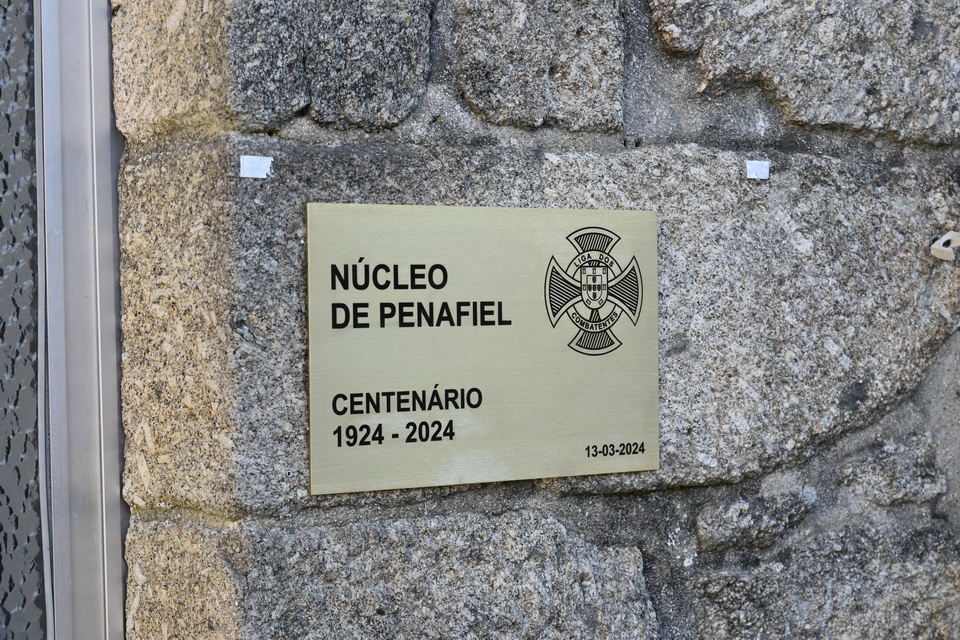 NÚCLEO
DE PENAFIEL
LIGA DOS
COMBATENTES
CENTENÁRIO
1924 - 2024
13-03-2024